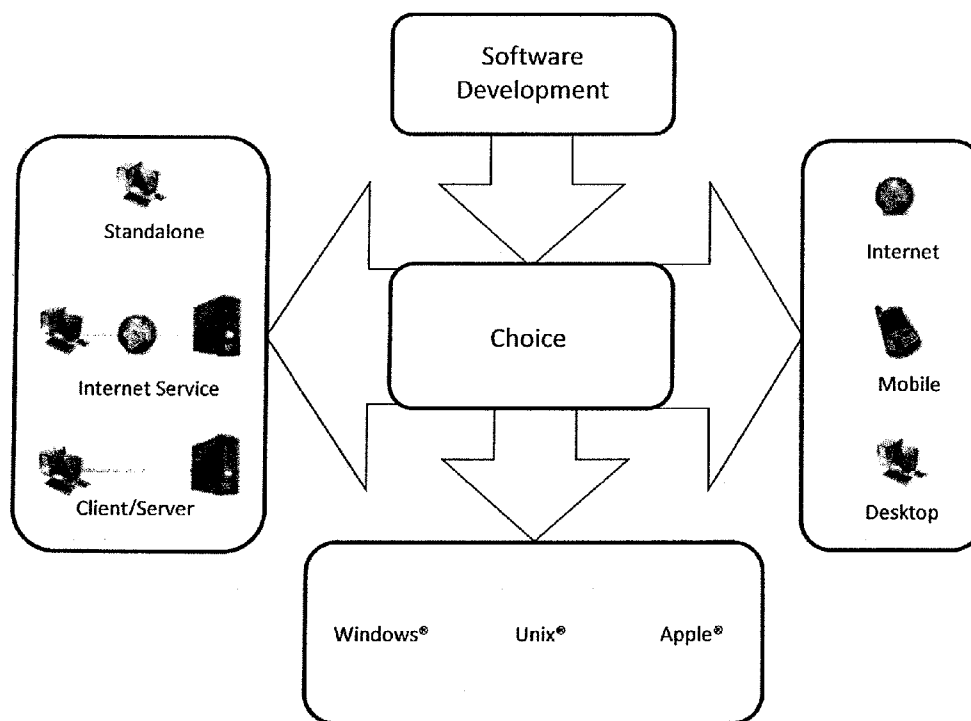 Software
Development
Standalone
Internet Service
Client/Server
Choice
Internet
Mobile
Desktop
Windows®
Unix®
Apple®